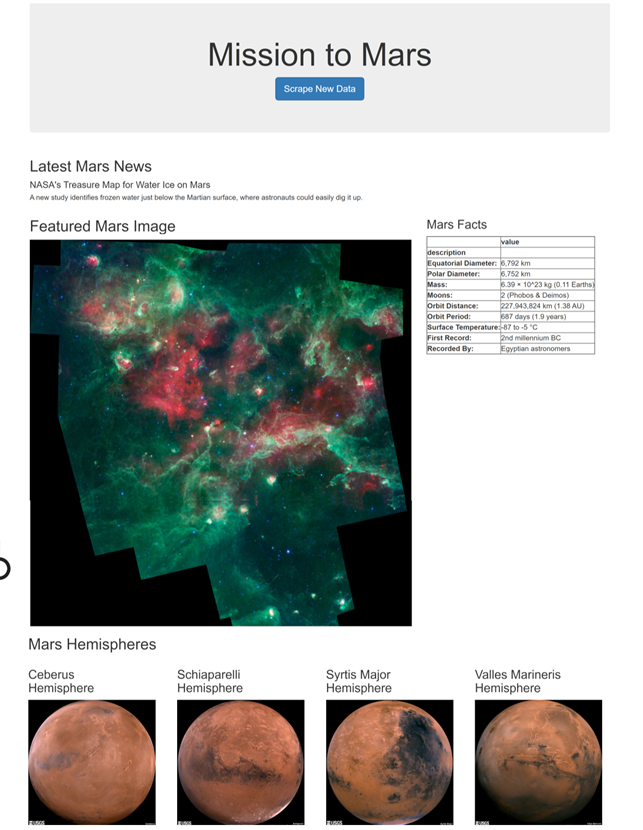 Mission to Mars
Scrape New Data
Latest Mars News
NASA's Treasure Map for Water Ice on Mars
A new study identifies frozen water just below the Martian surface, where astronauts could easily dig it up.
Featured Mars Image
Mars Facts
value
description
Equatorial Diameter: 6,792 km
Polar Diameter: 6,752 km
Mass: 6.39 × 10^23 kg (0.11 Earths)
Moons: 2 (Phobos & Deimos)
Orbit Distance: 227,943,824 km (1.38 AU)
Orbit Period: 687 days (1.9 years)
Surface Temperature: -87 to -5 °C
First Record: 2nd millennium BC
Recorded By: Egyptian astronomers
Mars Hemispheres
Ceberus
Hemisphere
Schiaparelli
Hemisphere
Syrtis Major
Hemisphere
Valles Marineris
Hemisphere
USGS
USGS
USGS
USGS